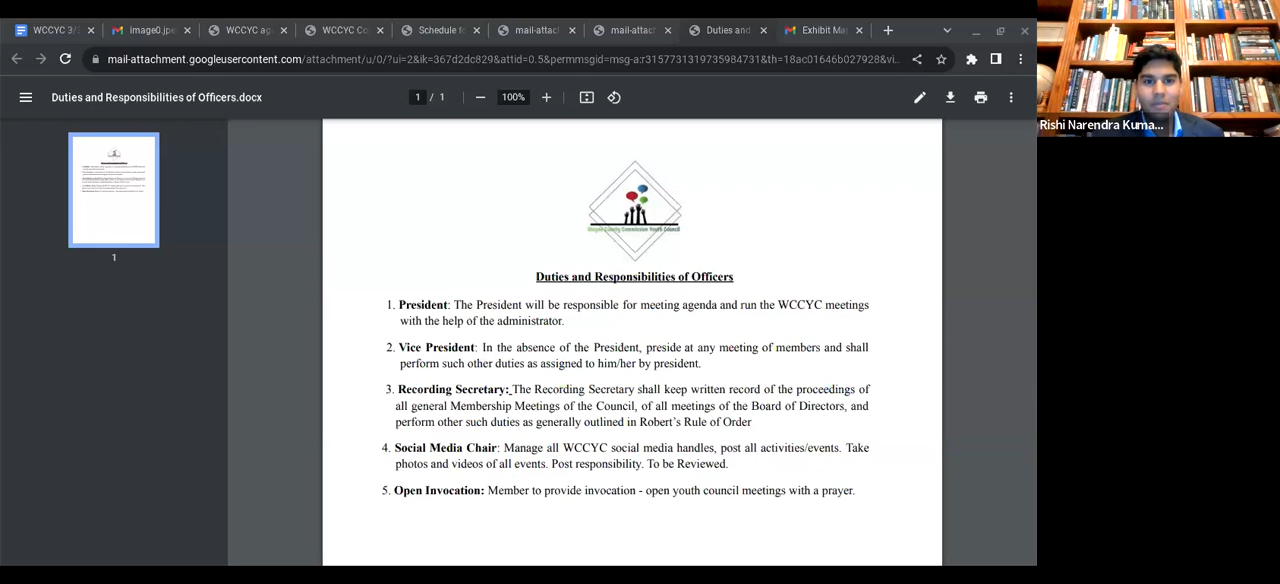 WCCYC 3/
image0.jpe
WCCYC ag
WCCYC Co
Schedule fo
mail-attach
mail-attach
Duties and
Exhibit Ma
mail-attachment.googleusercontent.com/attachment/u/0/?ui=2&ik=367d2dc829&attid=0.5&permmsgid=msg-a:r3157731319735984731&th=18ac01646b027928&vi...
Duties and Responsibilities of Officers.docx
1 / 1
100%
Rishi Narendra Kuma...
1
Wayne County Commission Youth Council
Duties and Responsibilities of Officers
1. President: The President will be responsible for meeting agenda and run the WCCYC meetings
with the help of the administrator.
2. Vice President: In the absence of the President, preside at any meeting of members and shall
perform such other duties as assigned to him/her by president.
3. Recording Secretary: The Recording Secretary shall keep written record of the proceedings of
all general Membership Meetings of the Council, of all meetings of the Board of Directors, and
perform other such duties as generally outlined in Robert's Rule of Order
4. Social Media Chair: Manage all WCCYC social media handles, post all activities/events. Take
photos and videos of all events. Post responsibility. To be Reviewed.
5. Open Invocation: Member to provide invocation - open youth council meetings with a prayer.